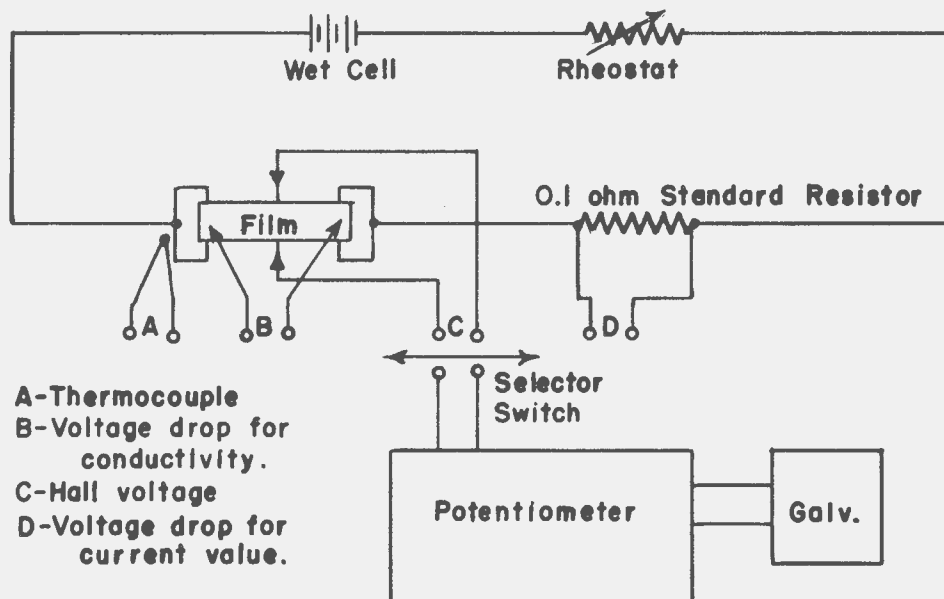 Wet Cell
Rheostat
0.1 ohm Standard Resistor
Film
A
B
C
D
Selector
Switch
A-Thermocouple
B-Voltage drop for
conductivity.
C-Hall voltage
D-Voltage drop for
current value.
Potentiometer
Galv.